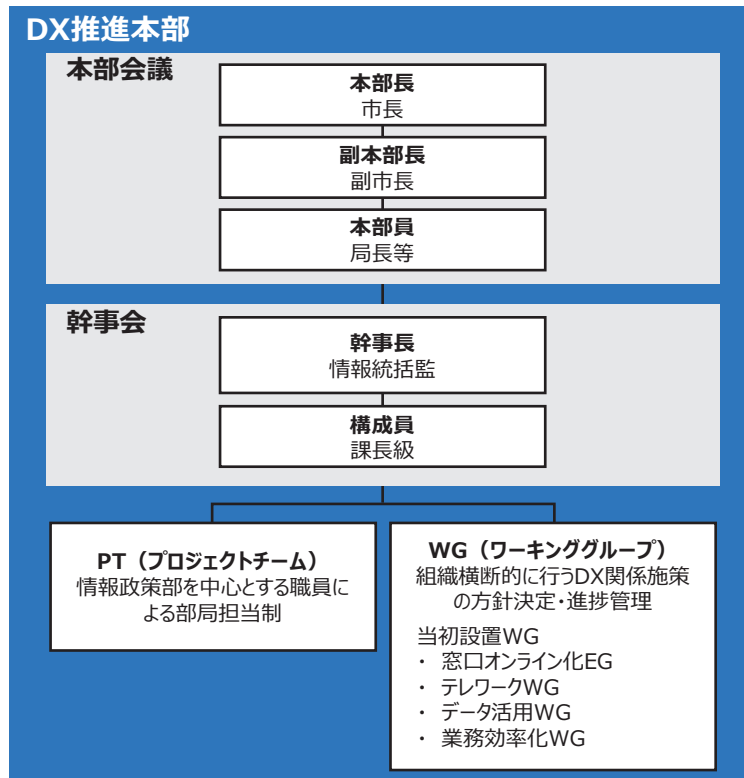 DX推進本部
本部会議
本部長
市長
副本部長
副市長
本部員
局長等
幹事会
幹事長
情報統括監
構成員
課長級
PT（プロジェクトチーム）
情報政策部を中心とする職員に
よる部局担当制
WG（ワーキンググループ）
組織横断的に行うDX関係施策
の方針決定・進捗管理
当初設置WG
・ 窓口オンライン化EG
・ テレワークWG
・ データ活用WG
・ 業務効率化WG